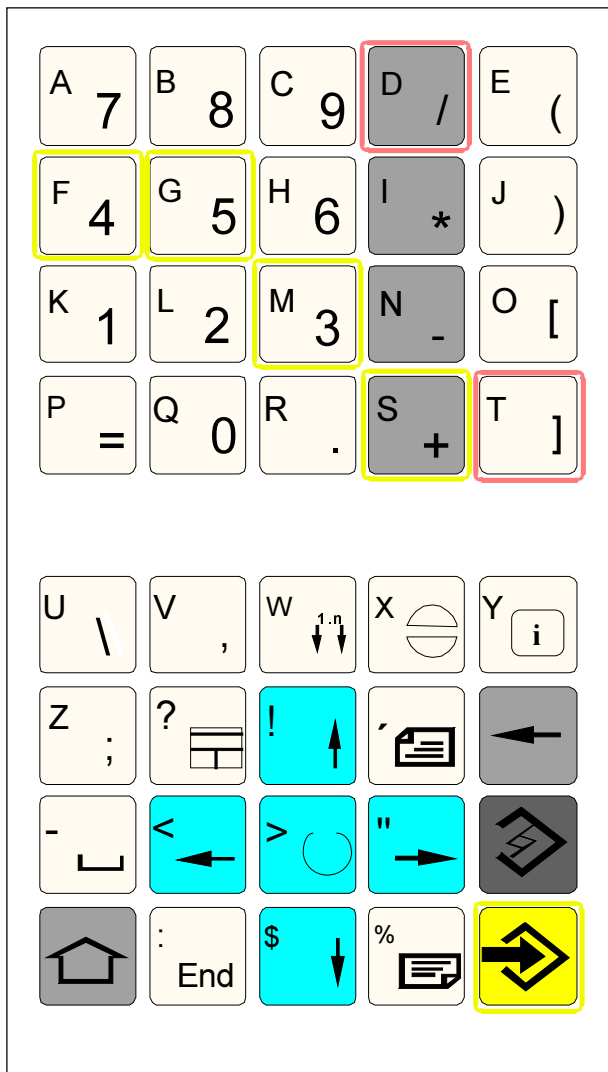 A 7 B 8 C 9 D / E (
F 4 G 5 H 6 I * J )
K 1 L 2 M 3 N - O [
P = Q 0 R . S + T ]
U \ V , W 1.n X Y i
Z ; ? ! ´
- < > "
: End $ %